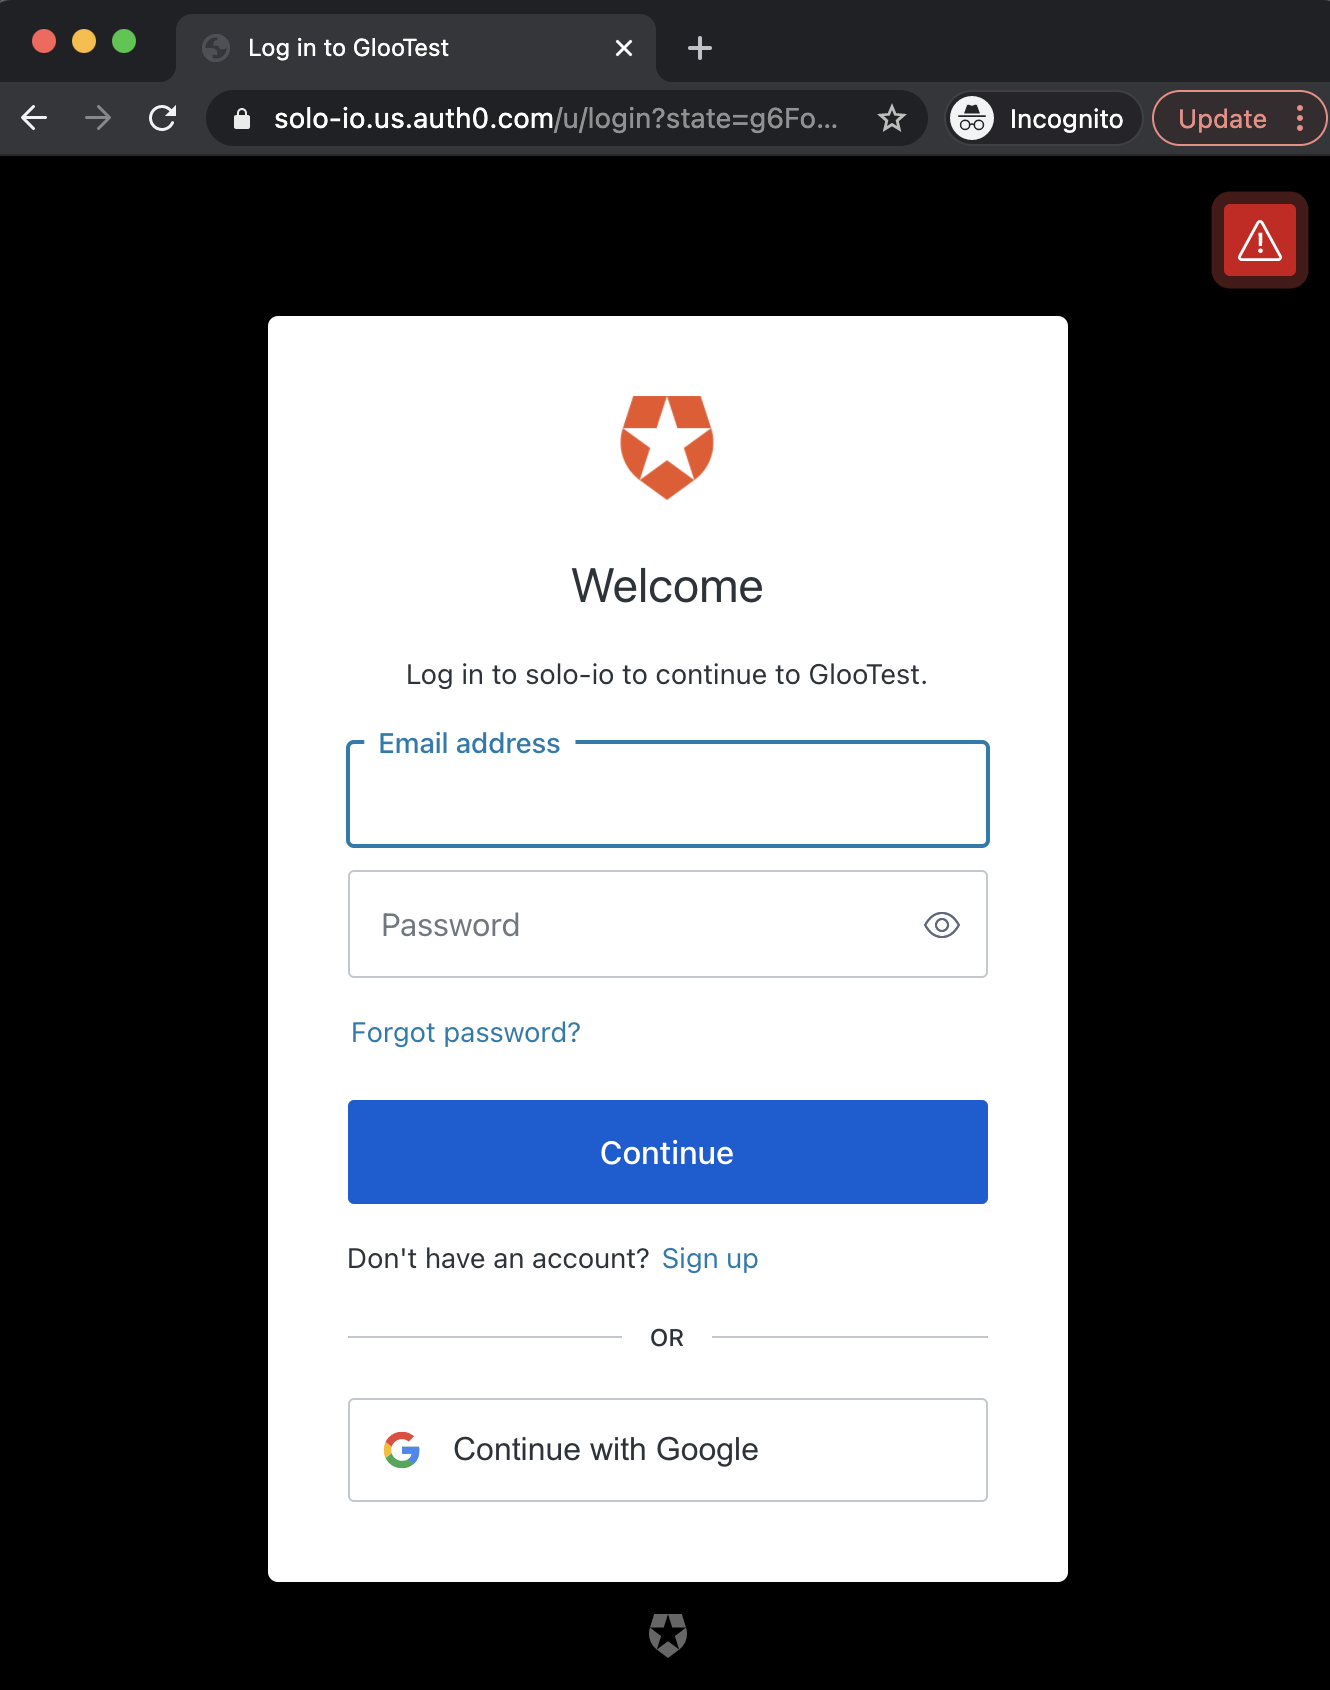 Log in to GlooTest
solo-io.us.auth0.com/u/login?state=g6Fo...
Incognito
Update
Welcome
Log in to solo-io to continue to GlooTest.
Email address
Password
Forgot password?
Continue
Don't have an account? Sign up
OR
Continue with Google